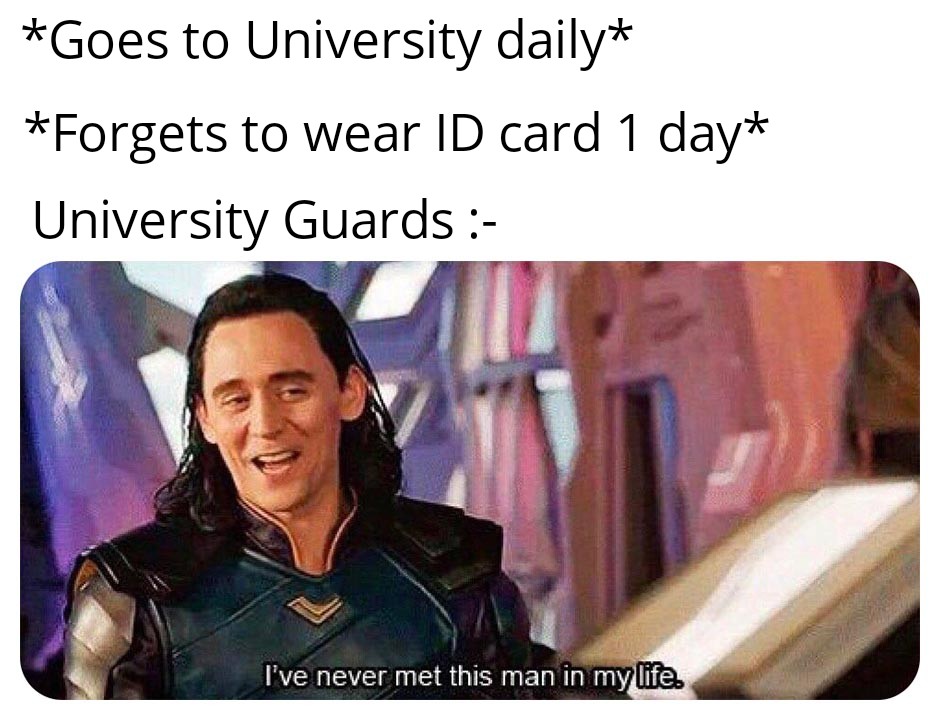 *Goes to University daily*
*Forgets to wear ID card 1 day*
University Guards :-
I've never met this man in my life.